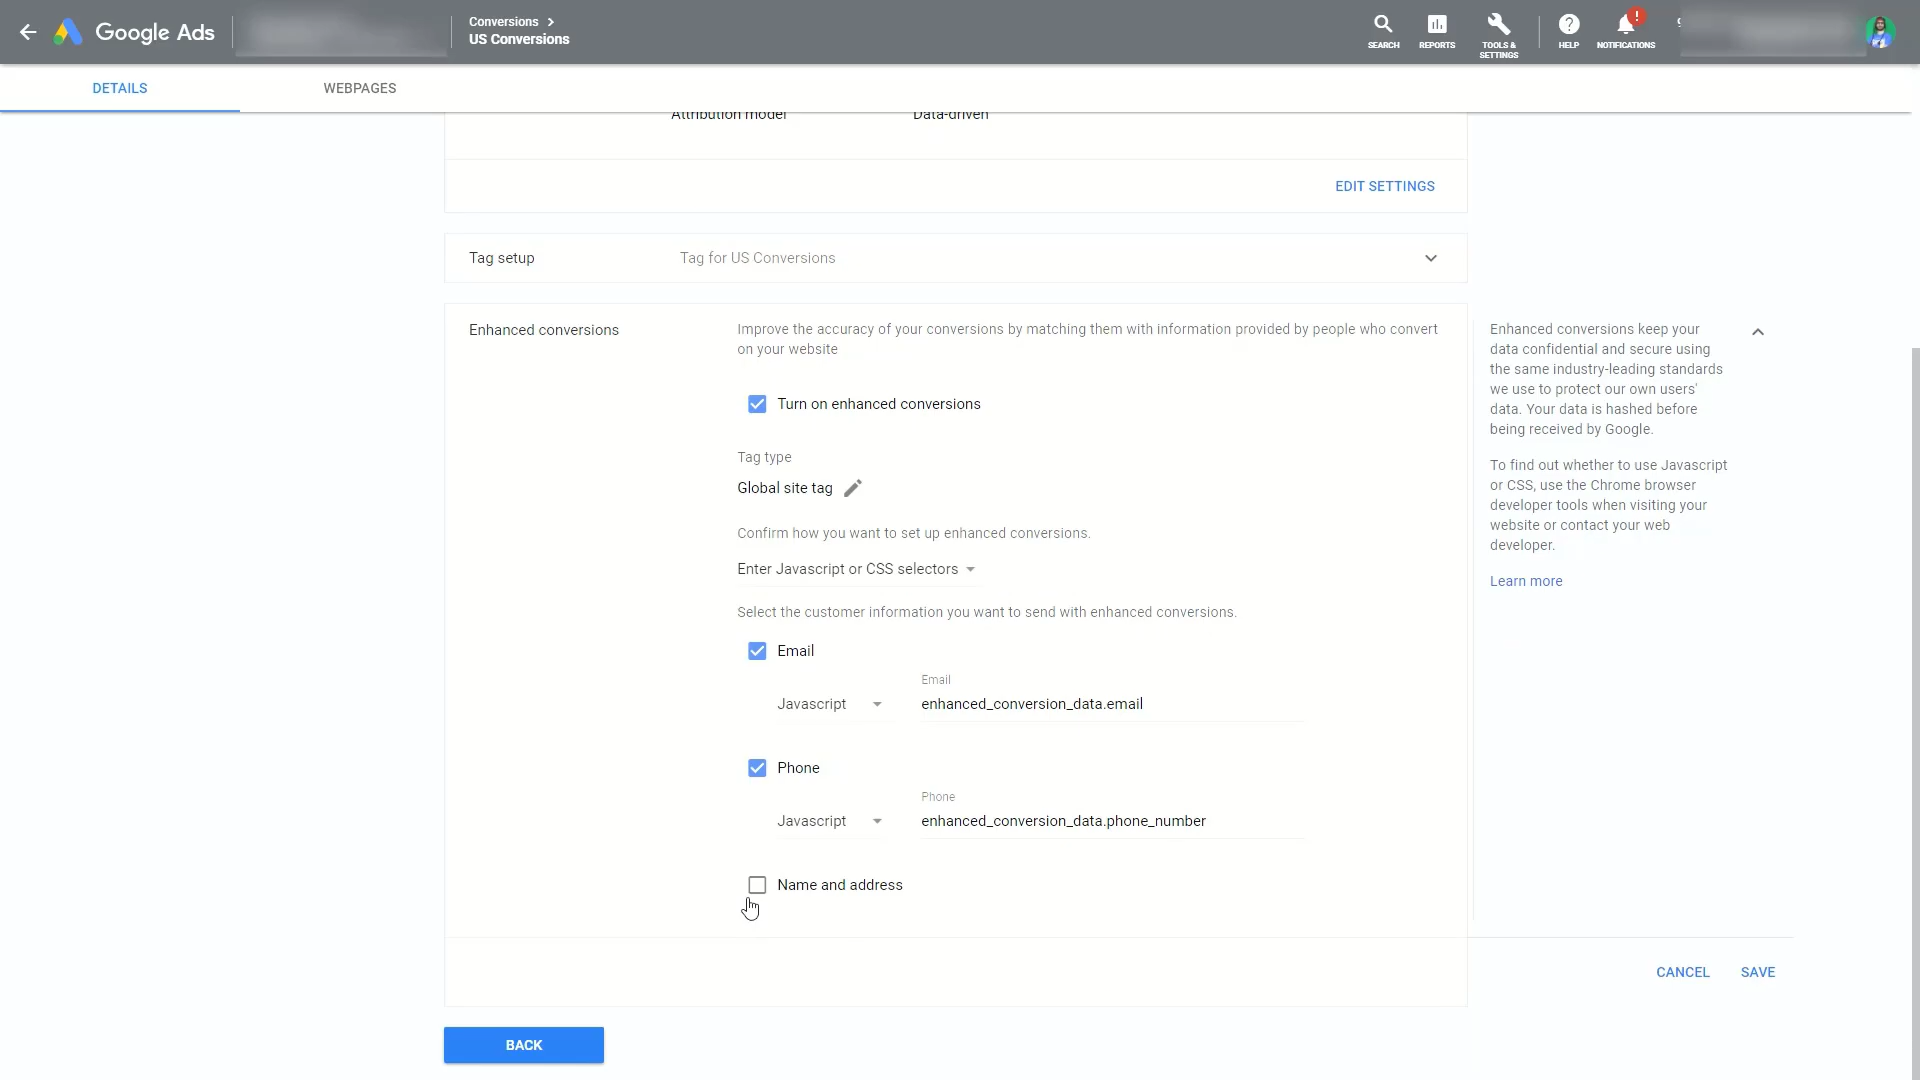 Google Ads
Conversions
US Conversions
SEARCH
REPORTS
TOOLS &
SETTINGS
HELP
!
NOTIFICATIONS
DETAILS
WEBPAGES
Attribution model
Data-driven
EDIT SETTINGS
Tag setup
Tag for US Conversions
Enhanced conversions
Improve the accuracy of your conversions by matching them with information provided by people who convert
on your website
Turn on enhanced conversions
Tag type
Global site tag
Confirm how you want to set up enhanced conversions.
Enter Javascript or CSS selectors
Select the customer information you want to send with enhanced conversions.
Email
Javascript
Email
enhanced_conversion_data.email
Phone
Javascript
Phone
enhanced_conversion_data.phone_number
Name and address
Enhanced conversions keep your
data confidential and secure using
the same industry-leading standards
we use to protect our own users'
data. Your data is hashed before
being received by Google.
To find out whether to use Javascript
or CSS, use the Chrome browser
developer tools when visiting your
website or contact your web
developer.
Learn more
CANCEL
SAVE
BACK